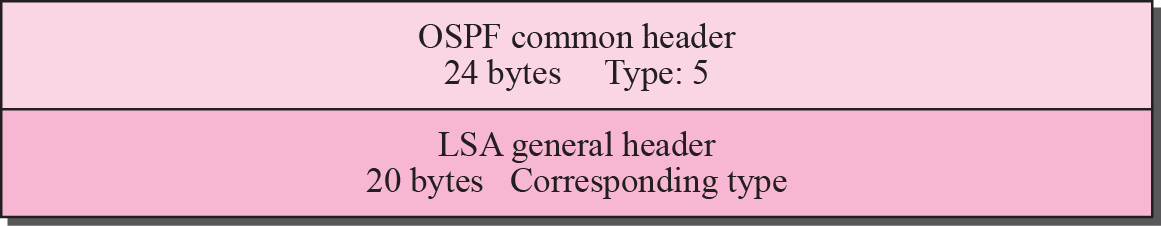 OSPF common header
24 bytes Type: 5
LSA general header
20 bytes Corresponding type